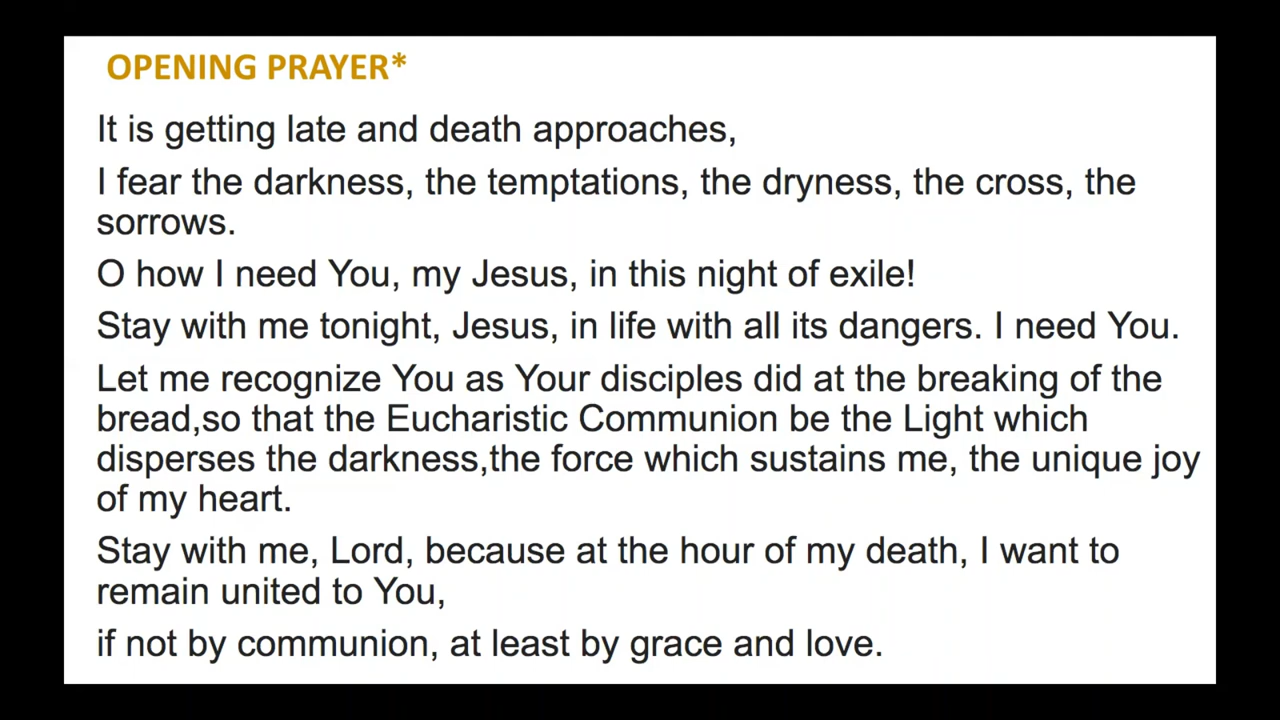 OPENING PRAYER*
It is getting late and death approaches,
I fear the darkness, the temptations, the dryness, the cross, the
sorrows.
O how I need You, my Jesus, in this night of exile!
Stay with me tonight, Jesus, in life with all its dangers. I need You.
Let me recognize You as Your disciples did at the breaking of the
bread,so that the Eucharistic Communion be the Light which
disperses the darkness,the force which sustains me, the unique joy
of my heart.
Stay with me, Lord, because at the hour of my death, I want to
remain united to You,
if not by communion, at least by grace and love.